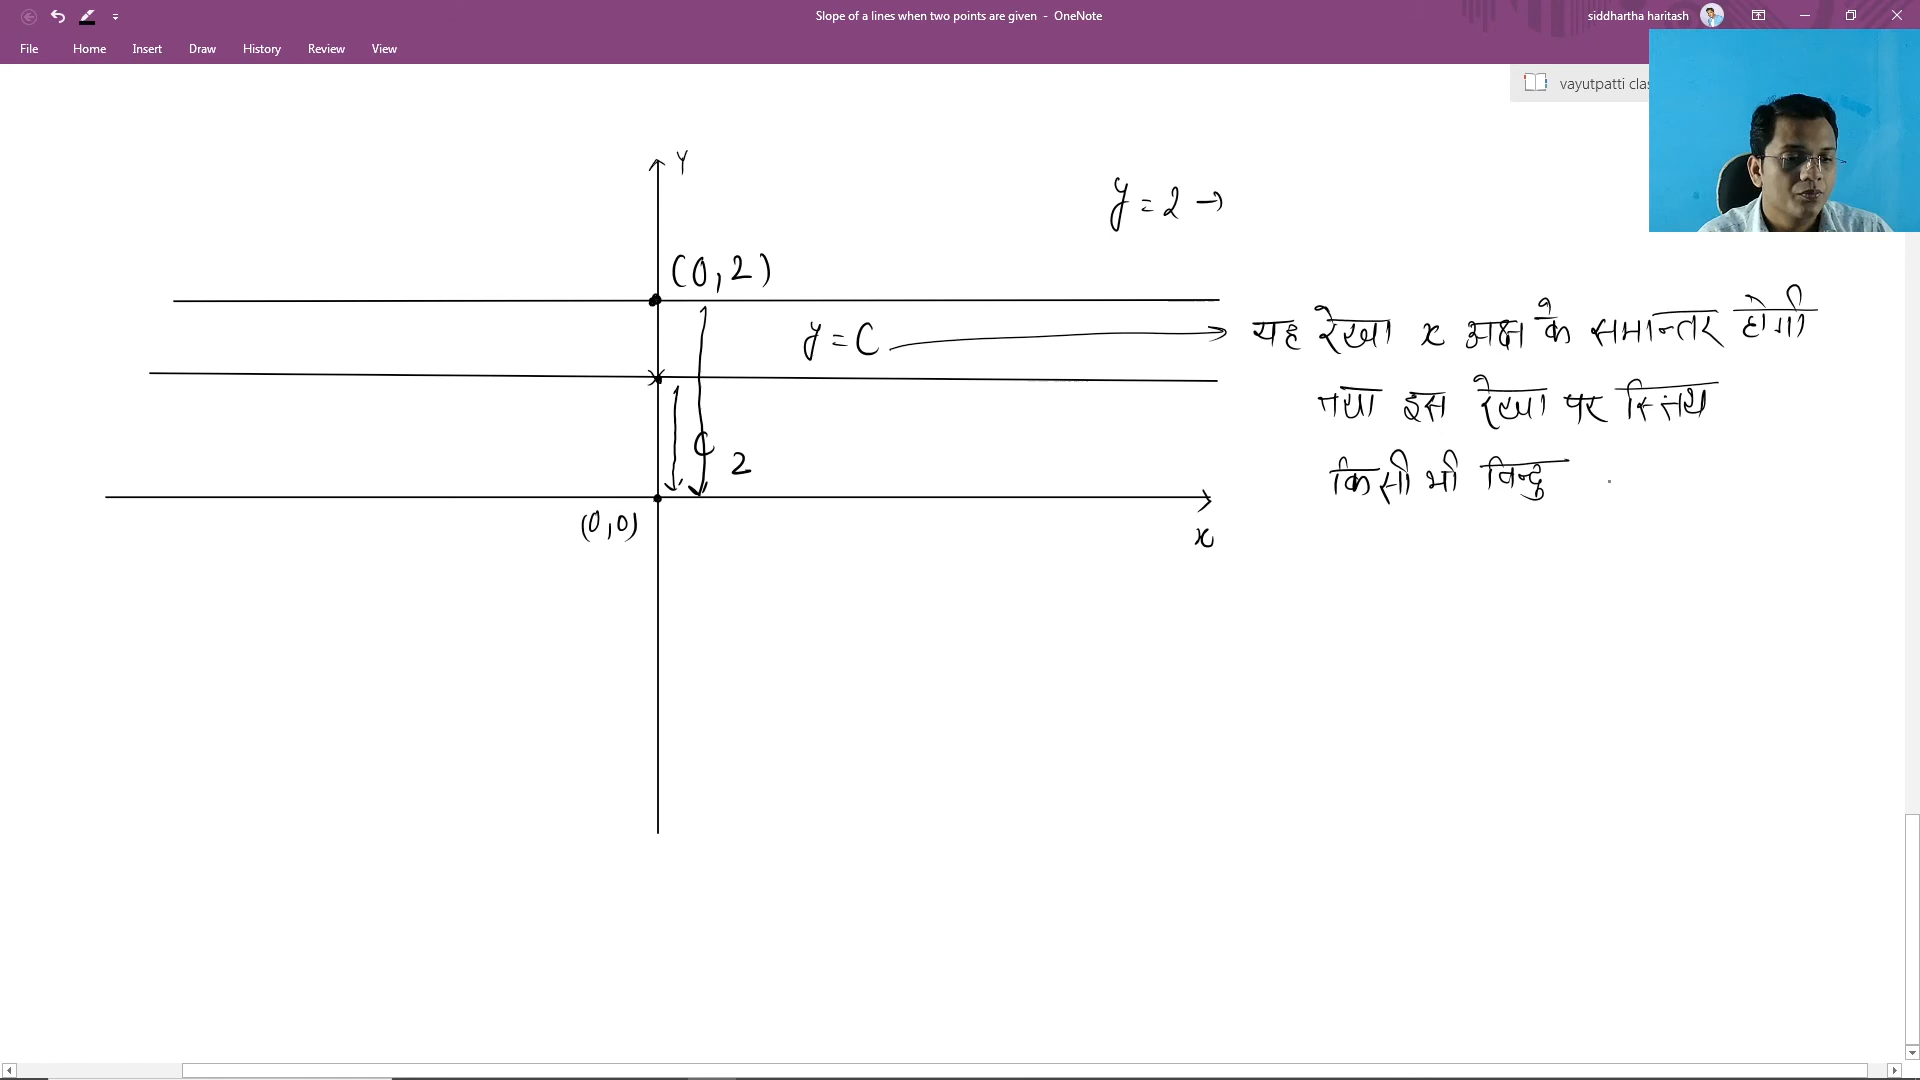 Slope of a lines when two points are given - OneNote
siddhartha haritash
File Home Insert Draw History Review View
vayutpatti clas
Y
y = 2 →
(0,2)
y = C
यह रेखा x अक्ष के समान्तर होगी
तथा इस रेखा पर स्तिथ
C
2
किसी भी बिन्दु
(0,0)
x